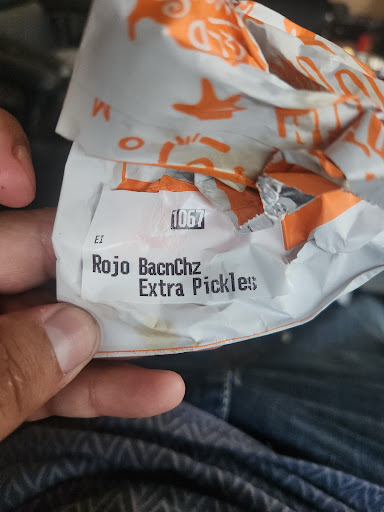 1067
EI
Rojo BacnChz
Extra Pickles